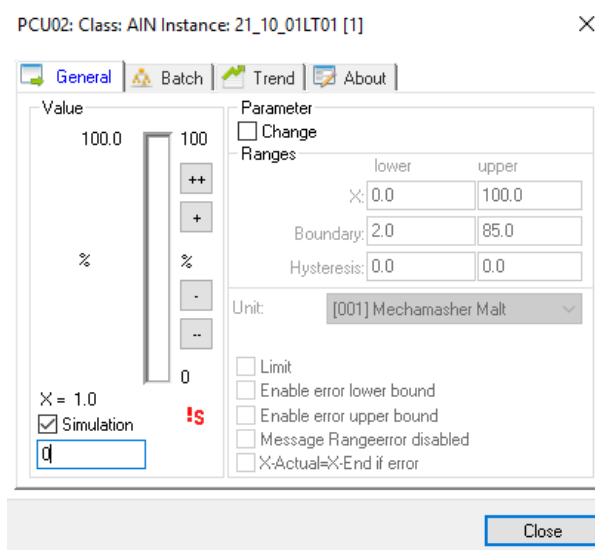 PCU02: Class: AIN Instance: 21_10_01LT01 [1]
General Batch Trend About
Value
100.0 100
++
+
% %
-
--
0
X = 1.0
Simulation !S
0
Parameter
Change
Ranges
lower upper
X: 0.0 100.0
Boundary: 2.0 85.0
Hysteresis: 0.0 0.0
Unit: [001] Mechamasher Malt
Limit
Enable error lower bound
Enable error upper bound
Message Rangeerror disabled
X-Actual=X-End if error
Close